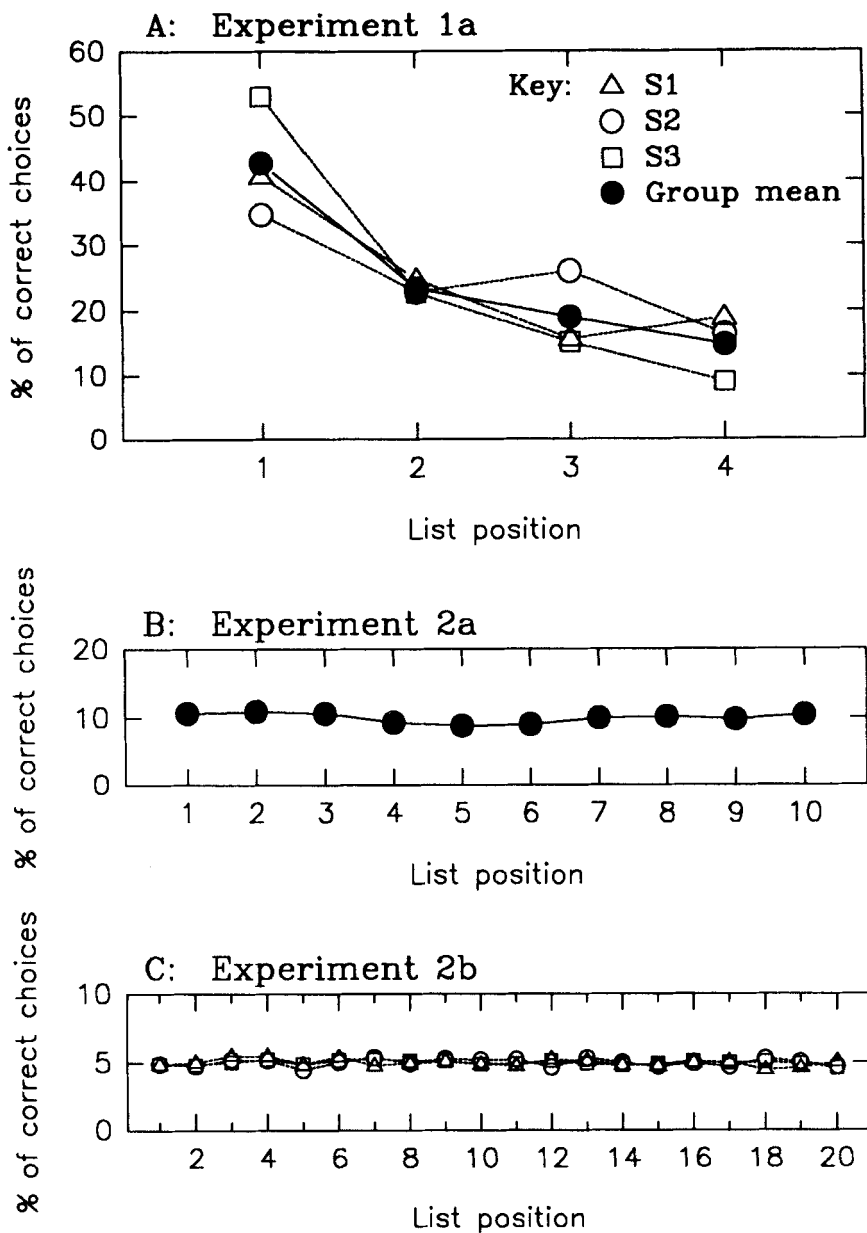 A: Experiment 1a
60
50
40
30
20
10
0
% of correct choices
Key: S1
S2
S3
Group mean
1 2 3 4
List position
B: Experiment 2a
20
10
0
% of correct choices
1 2 3 4 5 6 7 8 9 10
List position
C: Experiment 2b
10
5
0
% of correct choices
2 4 6 8 10 12 14 16 18 20
List position